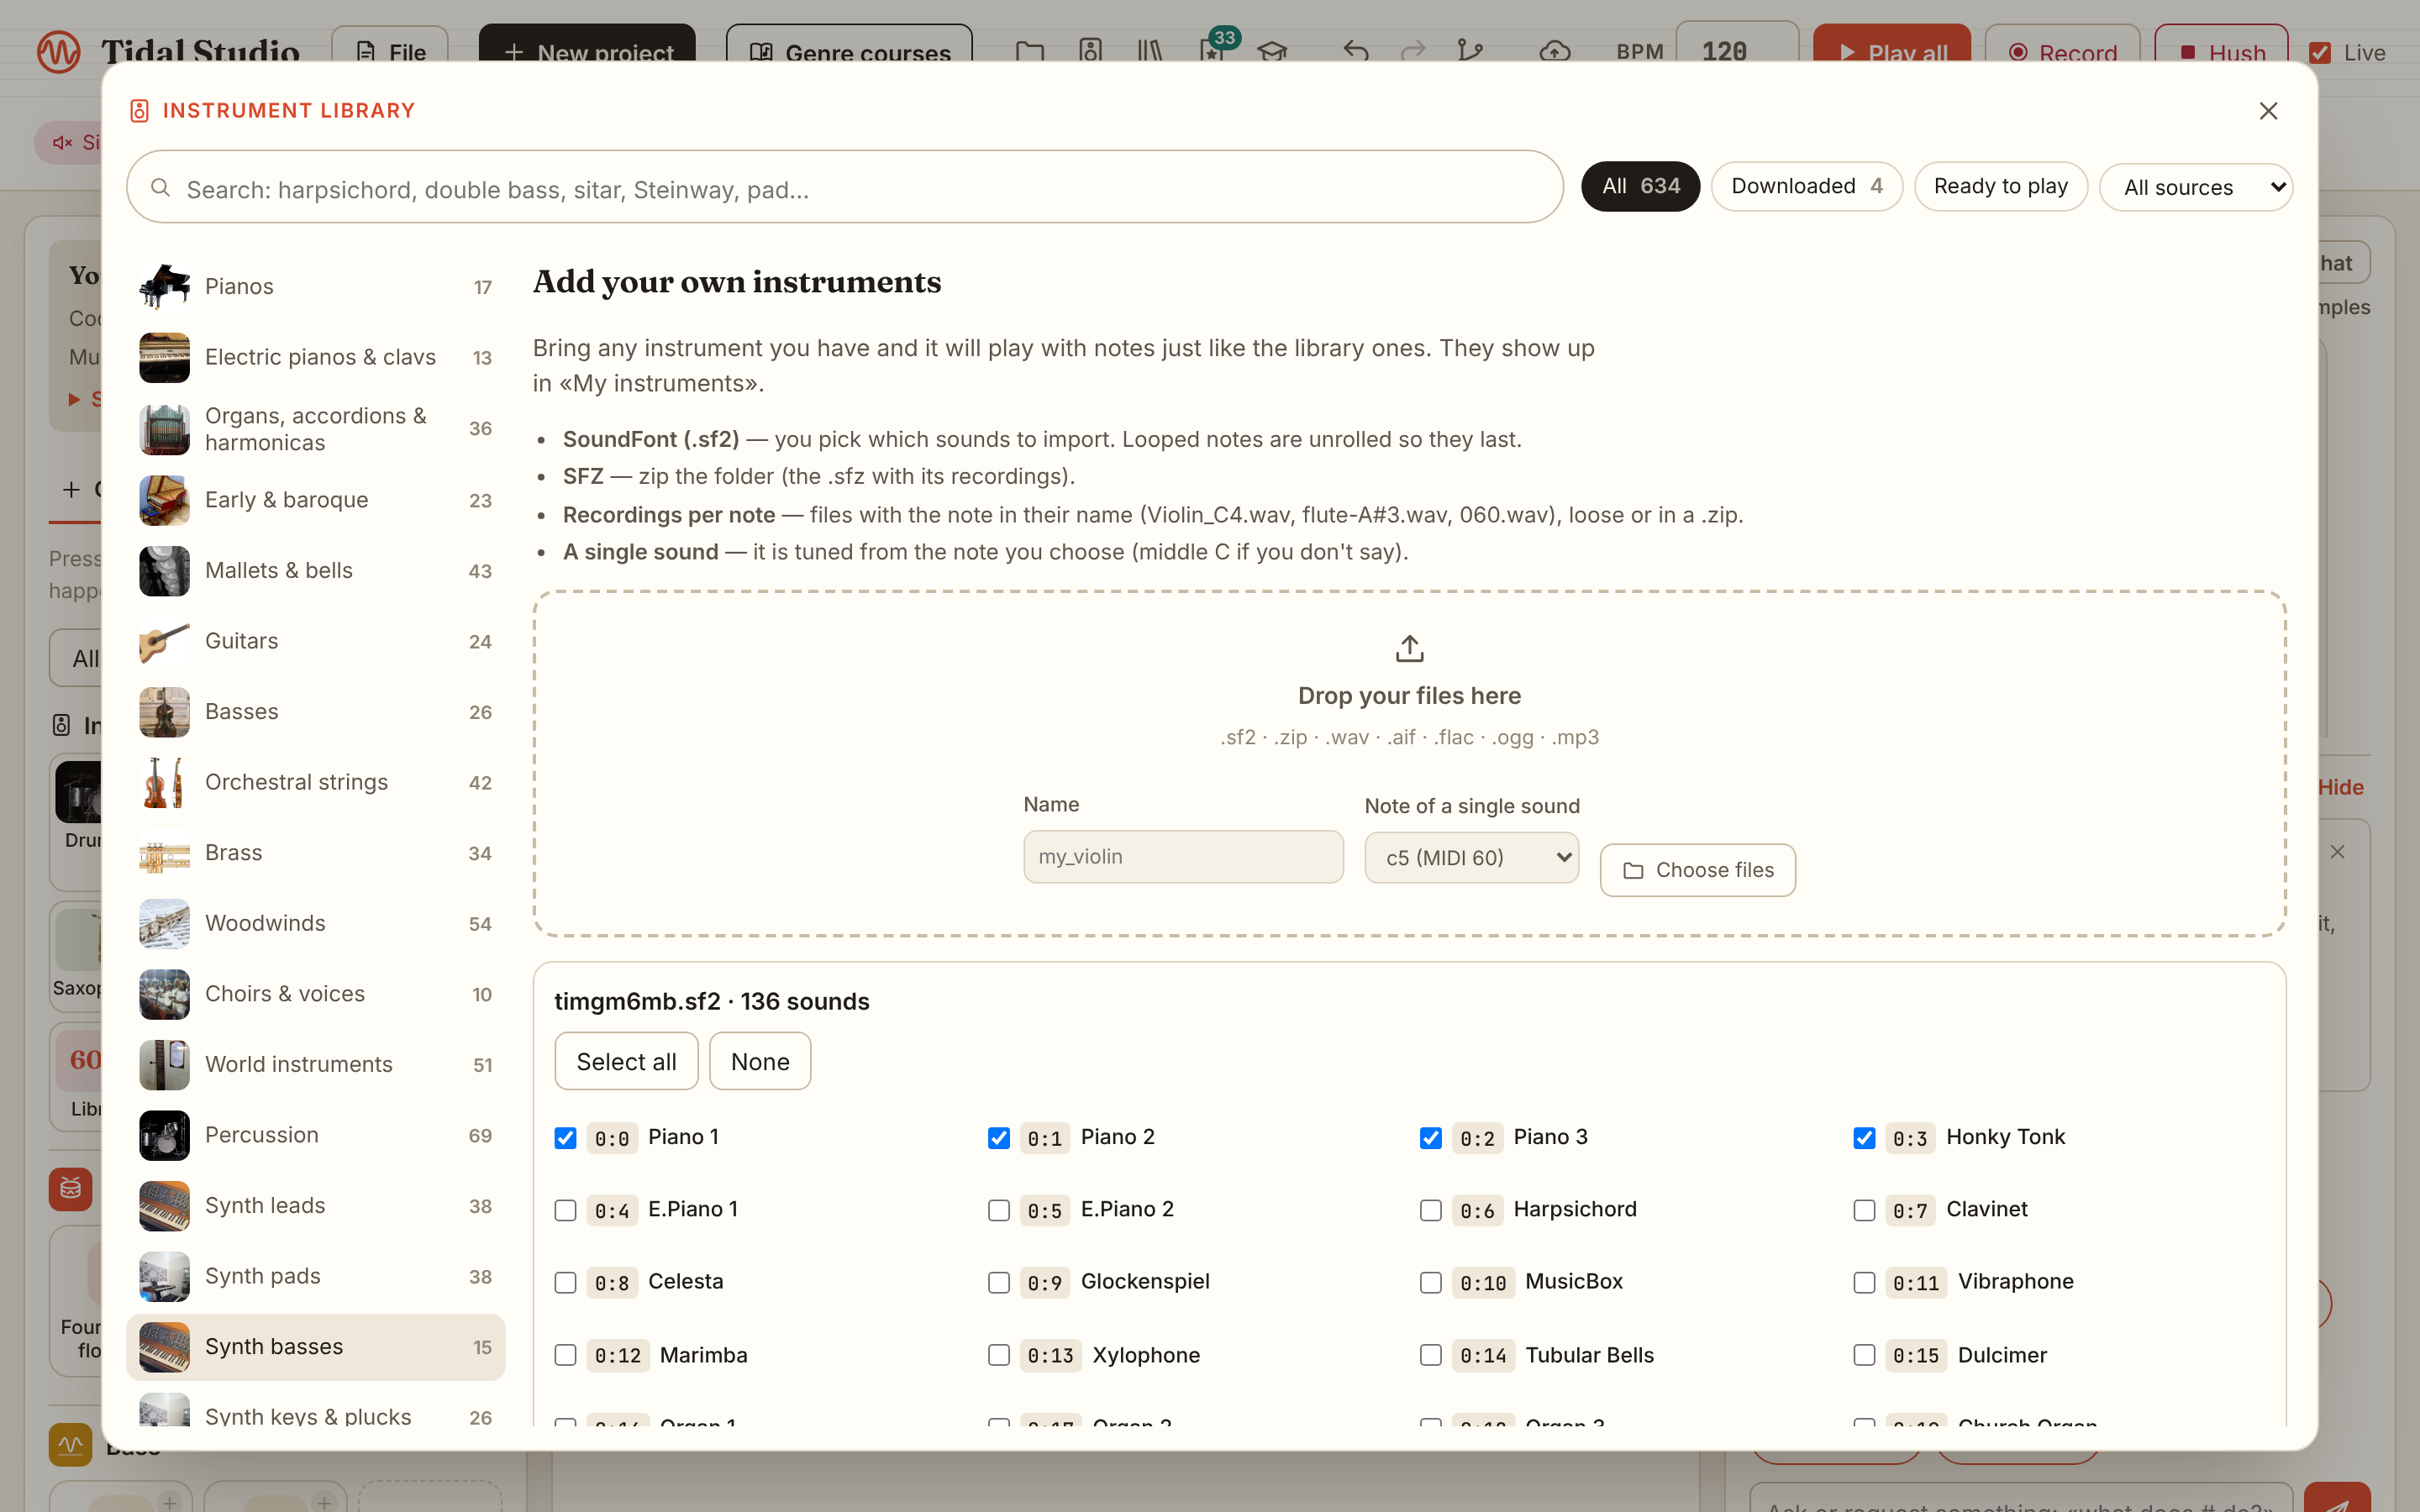 Tidal Studio
File
New project
Genre courses
33
BPM
120
Play all
Record
Hush
Live
INSTRUMENT LIBRARY
Search: harpsichord, double bass, sitar, Steinway, pad...
All 634
Downloaded 4
Ready to play
All sources
Pianos 17
Electric pianos & clavs 13
Organs, accordions &
harmonicas 36
Early & baroque 23
Mallets & bells 43
Guitars 24
Basses 26
Orchestral strings 42
Brass 34
Woodwinds 54
Choirs & voices 10
World instruments 51
Percussion 69
Synth leads 38
Synth pads 38
Synth basses 15
Synth keys & plucks 26
Add your own instruments
Bring any instrument you have and it will play with notes just like the library ones. They show up
in «My instruments».
• SoundFont (.sf2) — you pick which sounds to import. Looped notes are unrolled so they last.
• SFZ — zip the folder (the .sfz with its recordings).
• Recordings per note — files with the note in their name (Violin_C4.wav, flute-A#3.wav, 060.wav), loose or in a .zip.
• A single sound — it is tuned from the note you choose (middle C if you don't say).
Drop your files here
.sf2 · .zip · .wav · .aif · .flac · .ogg · .mp3
Name
my_violin
Note of a single sound
c5 (MIDI 60)
Choose files
timgm6mb.sf2 · 136 sounds
Select all
None
0:0 Piano 1
0:1 Piano 2
0:2 Piano 3
0:3 Honky Tonk
0:4 E.Piano 1
0:5 E.Piano 2
0:6 Harpsichord
0:7 Clavinet
0:8 Celesta
0:9 Glockenspiel
0:10 MusicBox
0:11 Vibraphone
0:12 Marimba
0:13 Xylophone
0:14 Tubular Bells
0:15 Dulcimer
Organ 1
Organ 2
Organ 3
Church Organ
Hide
it,
All
60